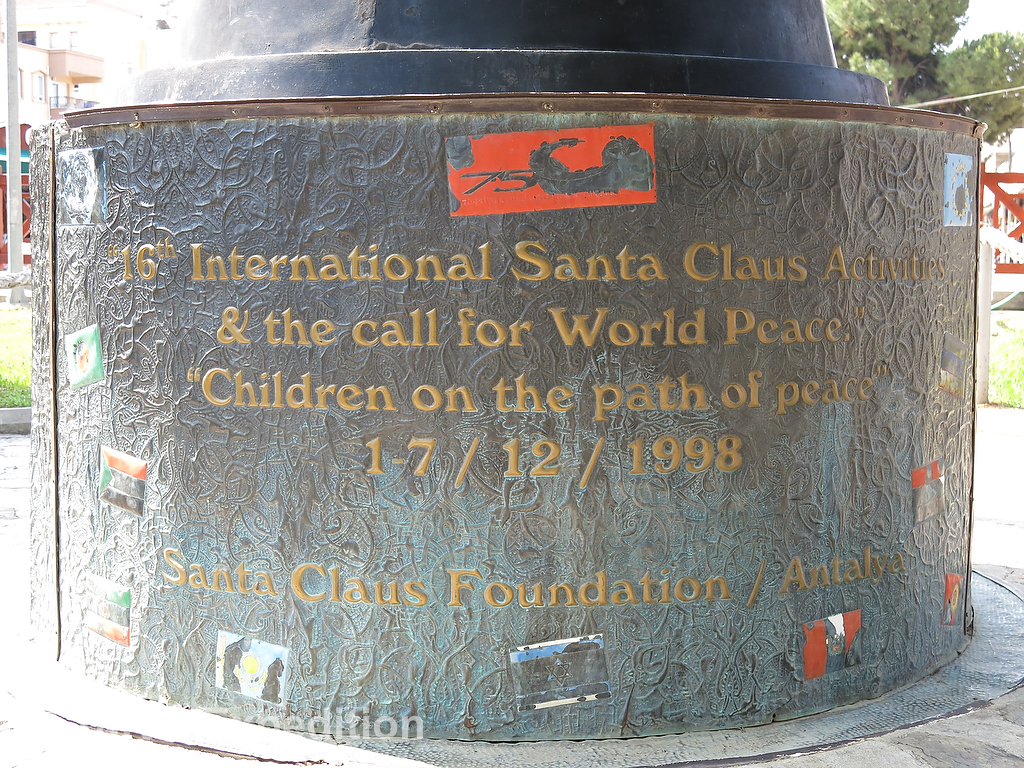 75
“16th International Santa Claus Activities
& the call for World Peace.”
“Children on the path of peace”
1-7 / 12 / 1998
Santa Claus Foundation / Antalya